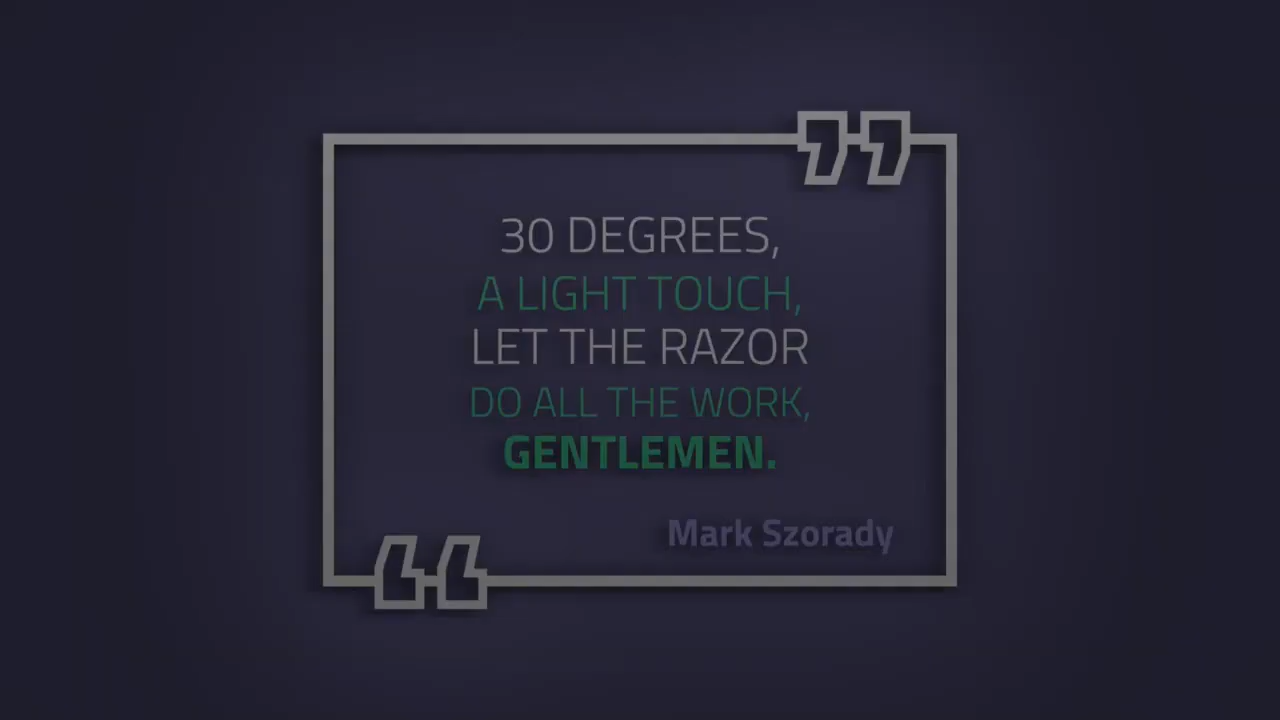 30 DEGREES,
A LIGHT TOUCH,
LET THE RAZOR
DO ALL THE WORK,
GENTLEMEN.
Mark Szorady